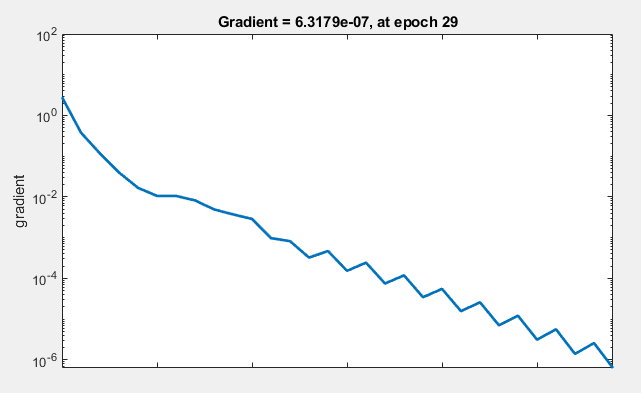 Gradient = 6.3179e-07, at epoch 29
10^2
10^0
10^-2
10^-4
10^-6
gradient